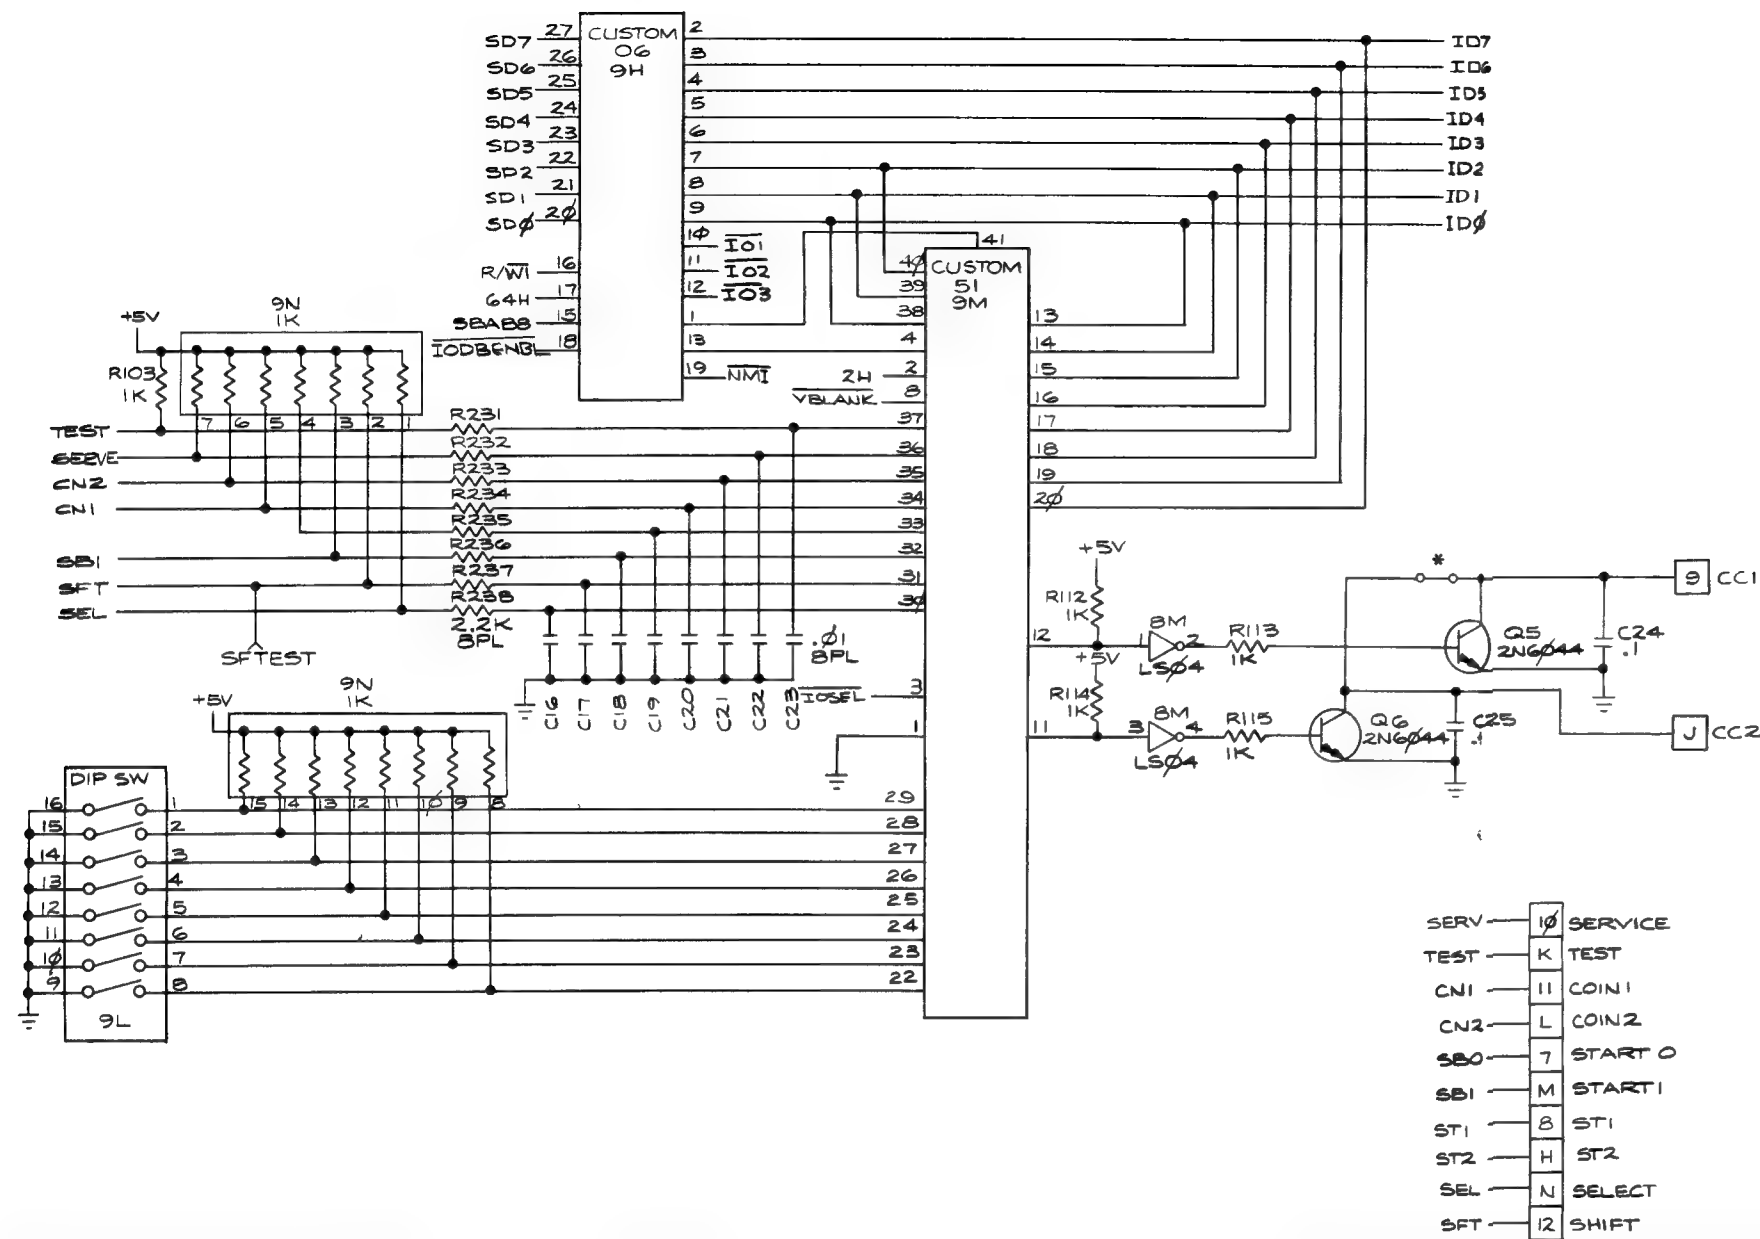 CUSTOM
06
9H
SD7 27
SD6 26
SD5 25
SD4 24
SD3 23
SD2 22
SD1 21
SDø 2ø
R/WI 16
64H 17
SBAB8 15
IODBENBL 18
2
3
4
5
6
7
8
9
1ø IO1
11 IO2
12 IO3
1
13
19 NMI
ID7
ID6
ID5
ID4
ID3
ID2
ID1
IDø
41
CUSTOM
51
9M
4ø
39
38
4
2H 2
VBLANK 8
37
36
35
34
33
32
31
3ø
IOSEL 3
1
29
28
27
26
25
24
23
22
13
14
15
16
17
18
19
2ø
12
11
+5V
R103
1K
9N
1K
7 6 5 4 3 2 1
TEST
SERVE
CN2
CN1
SB1
SFT
SEL
SFTEST
R231
R232
R233
R234
R235
R236
R237
R238
2.2K
8PL
.ø1
8PL
C16 C17 C18 C19 C20 C21 C22 C23
+5V
9N
1K
15 14 13 12 11 1ø 9 8
DIP SW
16 1
15 2
14 3
13 4
12 5
11 6
1ø 7
9 8
9L
+5V
R112
1K
1 8M 2
LSø4
R113
1K
+5V
R114
1K
3 8M 4
LSø4
R115
1K
*
Q5
2N6ø44
C24
.1
9 CC1
Q6
2N6ø44
C25
.1
J CC2
SERV 1ø SERVICE
TEST K TEST
CN1 11 COIN1
CN2 L COIN2
SB0 7 START 0
SB1 M START1
ST1 8 ST1
ST2 H ST2
SEL N SELECT
SFT 12 SHIFT